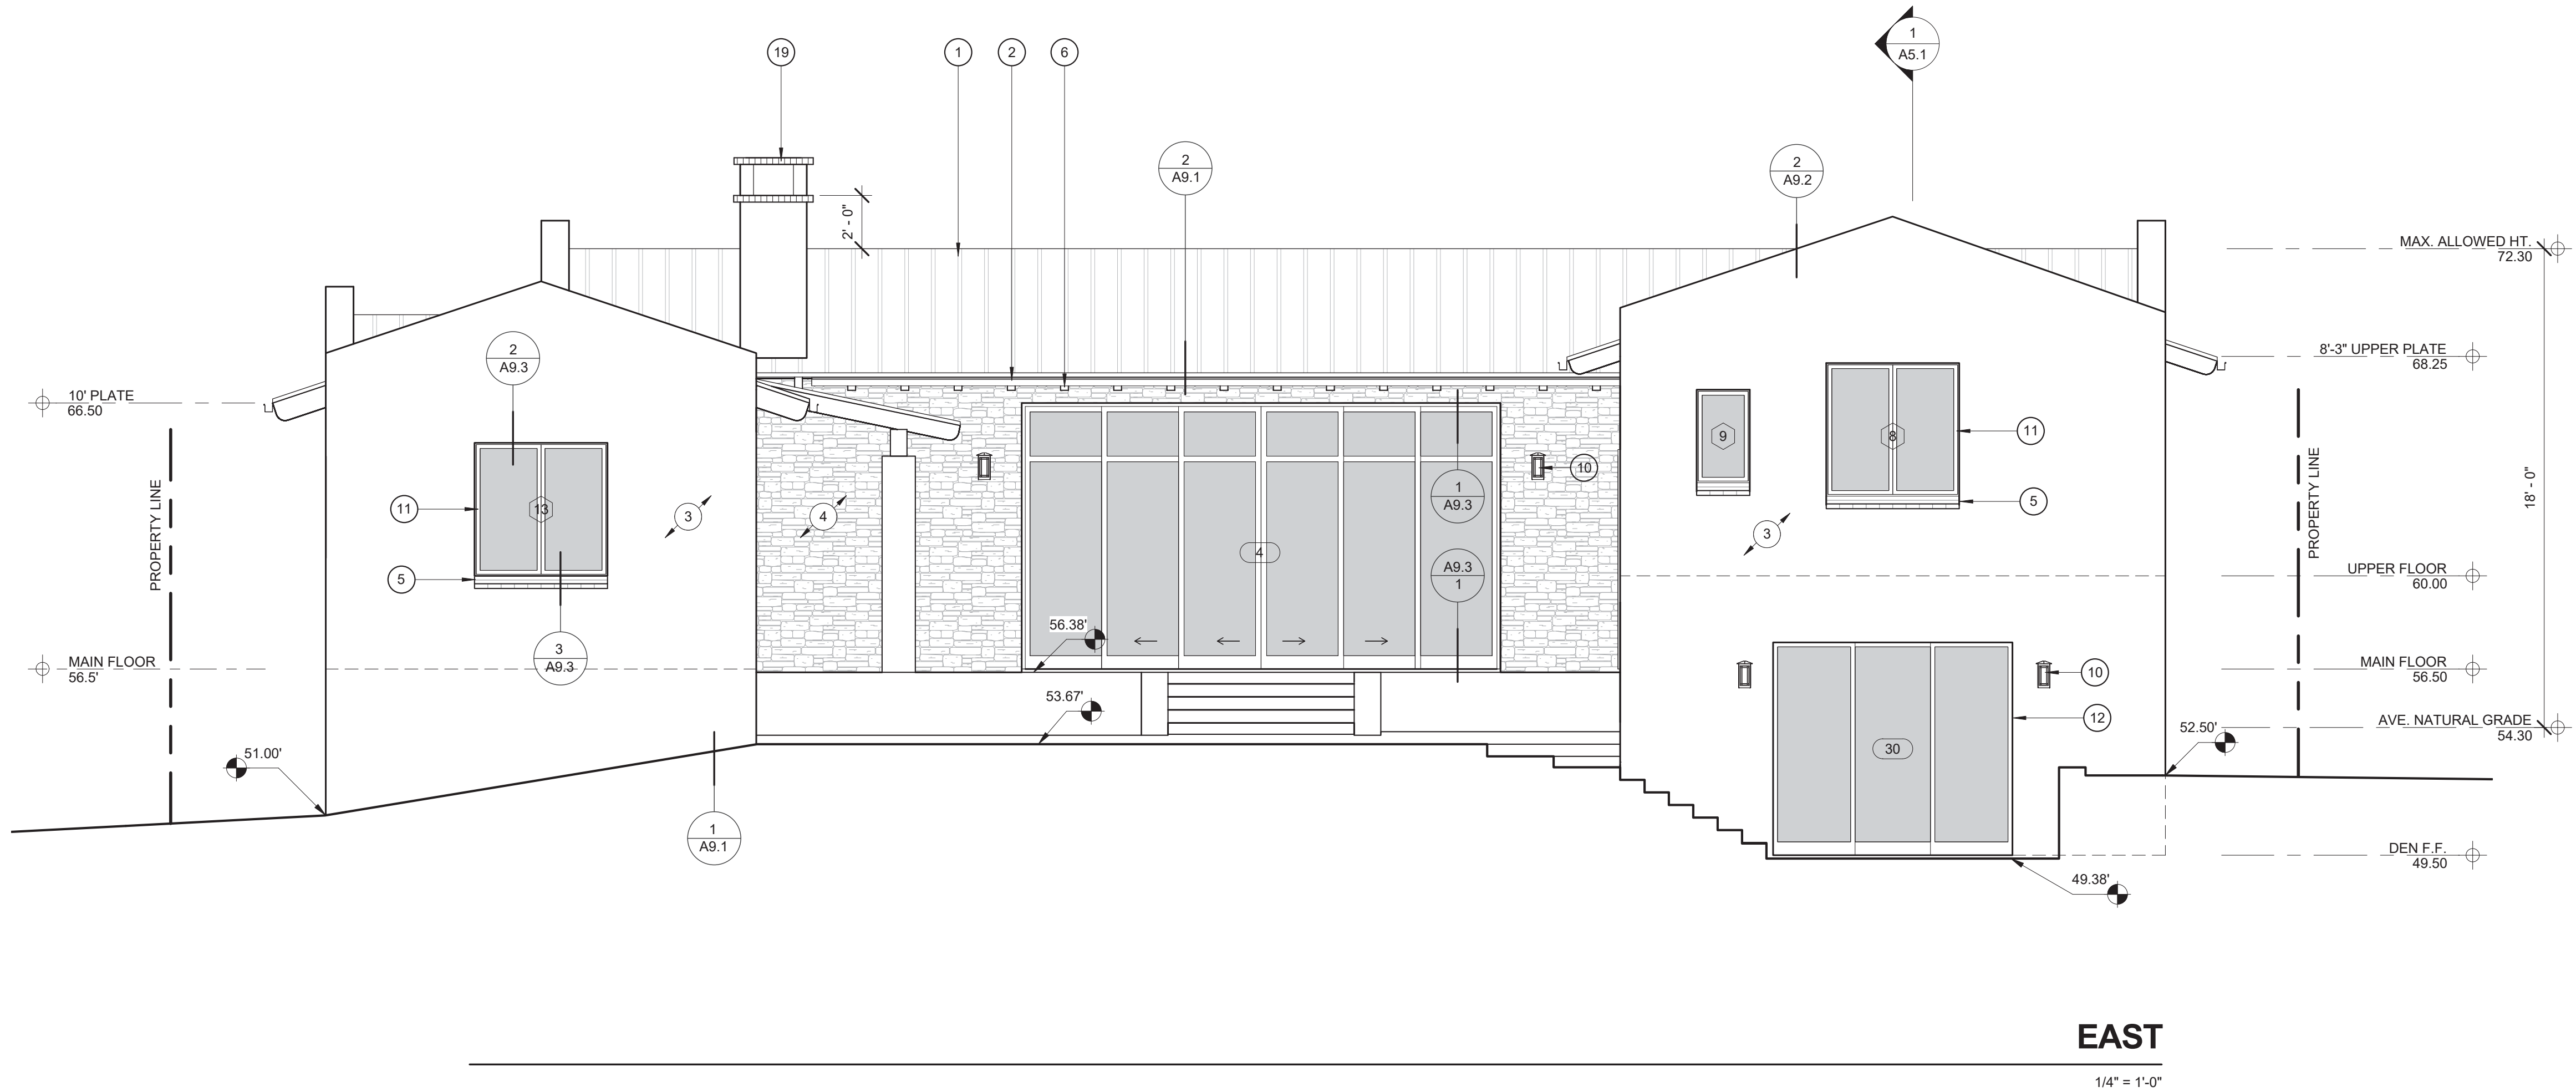 19
1
2
6
1
A5.1
2
A9.1
2
A9.2
2' - 0"
MAX. ALLOWED HT.
72.30
2
A9.3
8'-3" UPPER PLATE
68.25
10' PLATE
66.50
9
8
11
10
1
A9.3
18' - 0"
PROPERTY LINE
PROPERTY LINE
11
13
3
4
5
3
4
A9.3
1
5
UPPER FLOOR
60.00
56.38'
3
A9.3
MAIN FLOOR
56.5'
MAIN FLOOR
56.50
10
53.67'
12
AVE. NATURAL GRADE
54.30
52.50'
51.00'
30
1
A9.1
DEN F.F.
49.50
49.38'
EAST
1/4" = 1'-0"